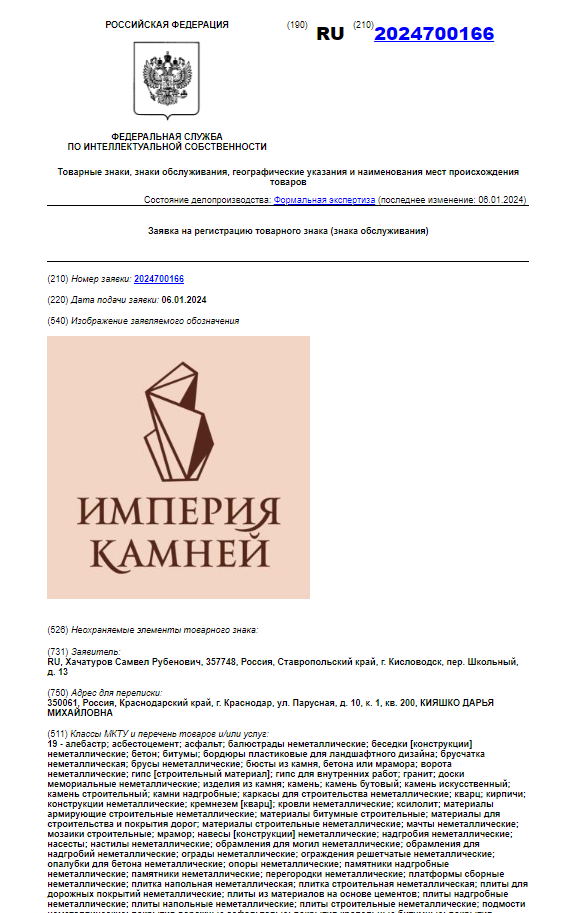 РОССИЙСКАЯ ФЕДЕРАЦИЯ
(190) RU (210)2024700166
ФЕДЕРАЛЬНАЯ СЛУЖБА
ПО ИНТЕЛЛЕКТУАЛЬНОЙ СОБСТВЕННОСТИ
Товарные знаки, знаки обслуживания, географические указания и наименования мест происхождения
товаров
Состояние делопроизводства: Формальная экспертиза (последнее изменение: 06.01.2024)
Заявка на регистрацию товарного знака (знака обслуживания)
(210) Номер заявки: 2024700166
(220) Дата подачи заявки: 06.01.2024
(540) Изображение заявляемого обозначения
ИМПЕРИЯ
КАМНЕЙ
(526) Неохраняемые элементы товарного знака:
(731) Заявитель:
RU, Хачатуров Самвел Рубенович, 357748, Россия, Ставропольский край, г. Кисловодск, пер. Школьный,
д. 13
(750) Адрес для переписки:
350061, Россия, Краснодарский край, г. Краснодар, ул. Парусная, д. 10, к. 1, кв. 200, КИЯШКО ДАРЬЯ
МИХАЙЛОВНА
(511) Классы МКТУ и перечень товаров и/или услуг:
19 - алебастр; асбестоцемент; асфальт; балюстрады неметаллические; беседки [конструкции]
неметаллические; бетон; битумы; бордюры пластиковые для ландшафтного дизайна; брусчатка
неметаллическая; брусы неметаллические; бюсты из камня, бетона или мрамора; ворота
неметаллические; гипс [строительный материал]; гипс для внутренних работ; гранит; доски
мемориальные неметаллические; изделия из камня; камень; камень бутовый; камень искусственный;
камень строительный; камни надгробные; каркасы для строительства неметаллические; кварц; кирпичи;
конструкции неметаллические; кремнезем [кварц]; кровли неметаллические; ксилолит; материалы
армирующие строительные неметаллические; материалы битумные строительные; материалы для
строительства и покрытия дорог; материалы строительные неметаллические; мачты неметаллические;
мозаики строительные; мрамор; навесы [конструкции] неметаллические; надгробия неметаллические;
насесты; настилы неметаллические; обрамления для могил неметаллические; обрамления для
надгробий неметаллические; ограды неметаллические; ограждения решетчатые неметаллические;
опалубки для бетона неметаллические; опоры неметаллические; памятники надгробные
неметаллические; памятники неметаллические; перегородки неметаллические; платформы сборные
неметаллические; плитка напольная неметаллическая; плитка строительная неметаллическая; плиты для
дорожных покрытий неметаллические; плиты из материалов на основе цементов; плиты надгробные
неметаллические; плиты напольные неметаллические; плиты строительные неметаллические; подмости